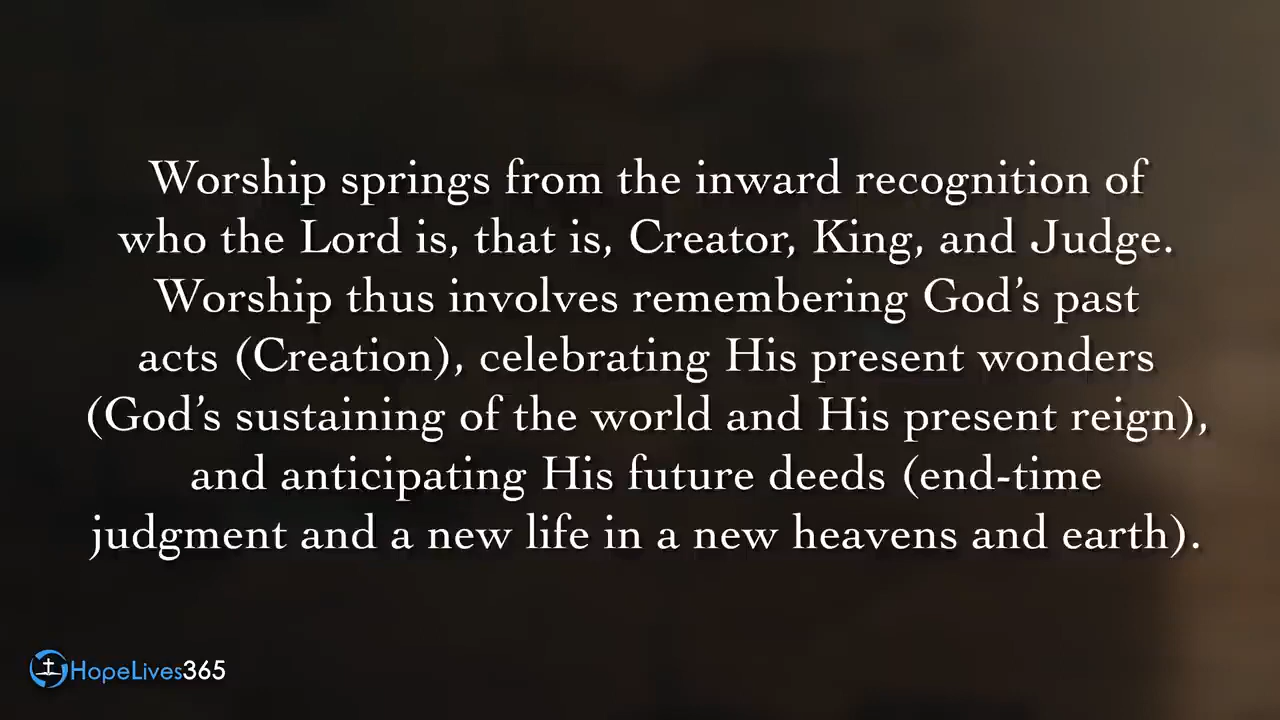 Worship springs from the inward recognition of
who the Lord is, that is, Creator, King, and Judge.
Worship thus involves remembering God’s past
acts (Creation), celebrating His present wonders
(God’s sustaining of the world and His present reign),
and anticipating His future deeds (end-time
judgment and a new life in a new heavens and earth).
HopeLives365